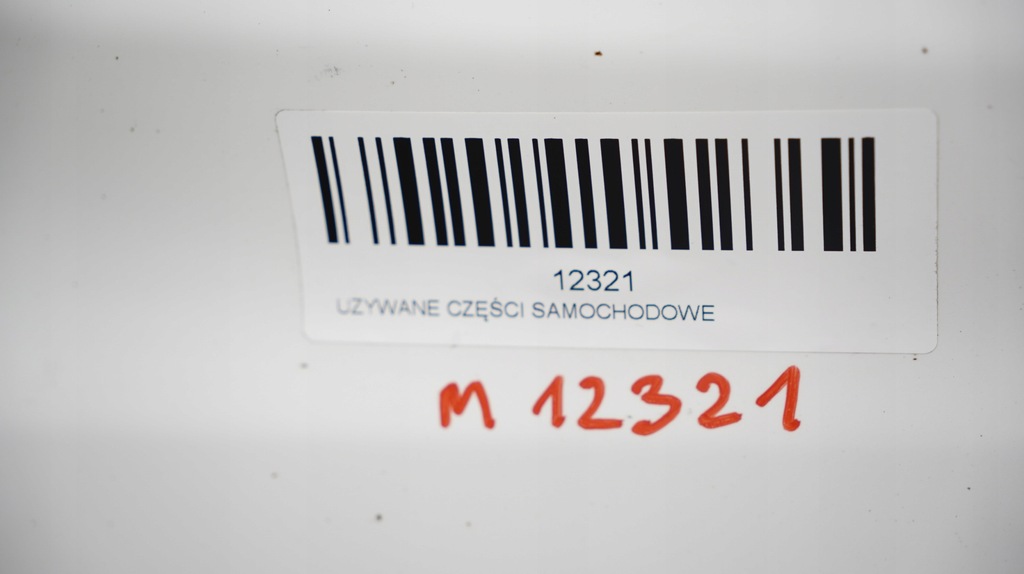 12321
UZYWANE CZĘŚCI SAMOCHODOWE
M 12321